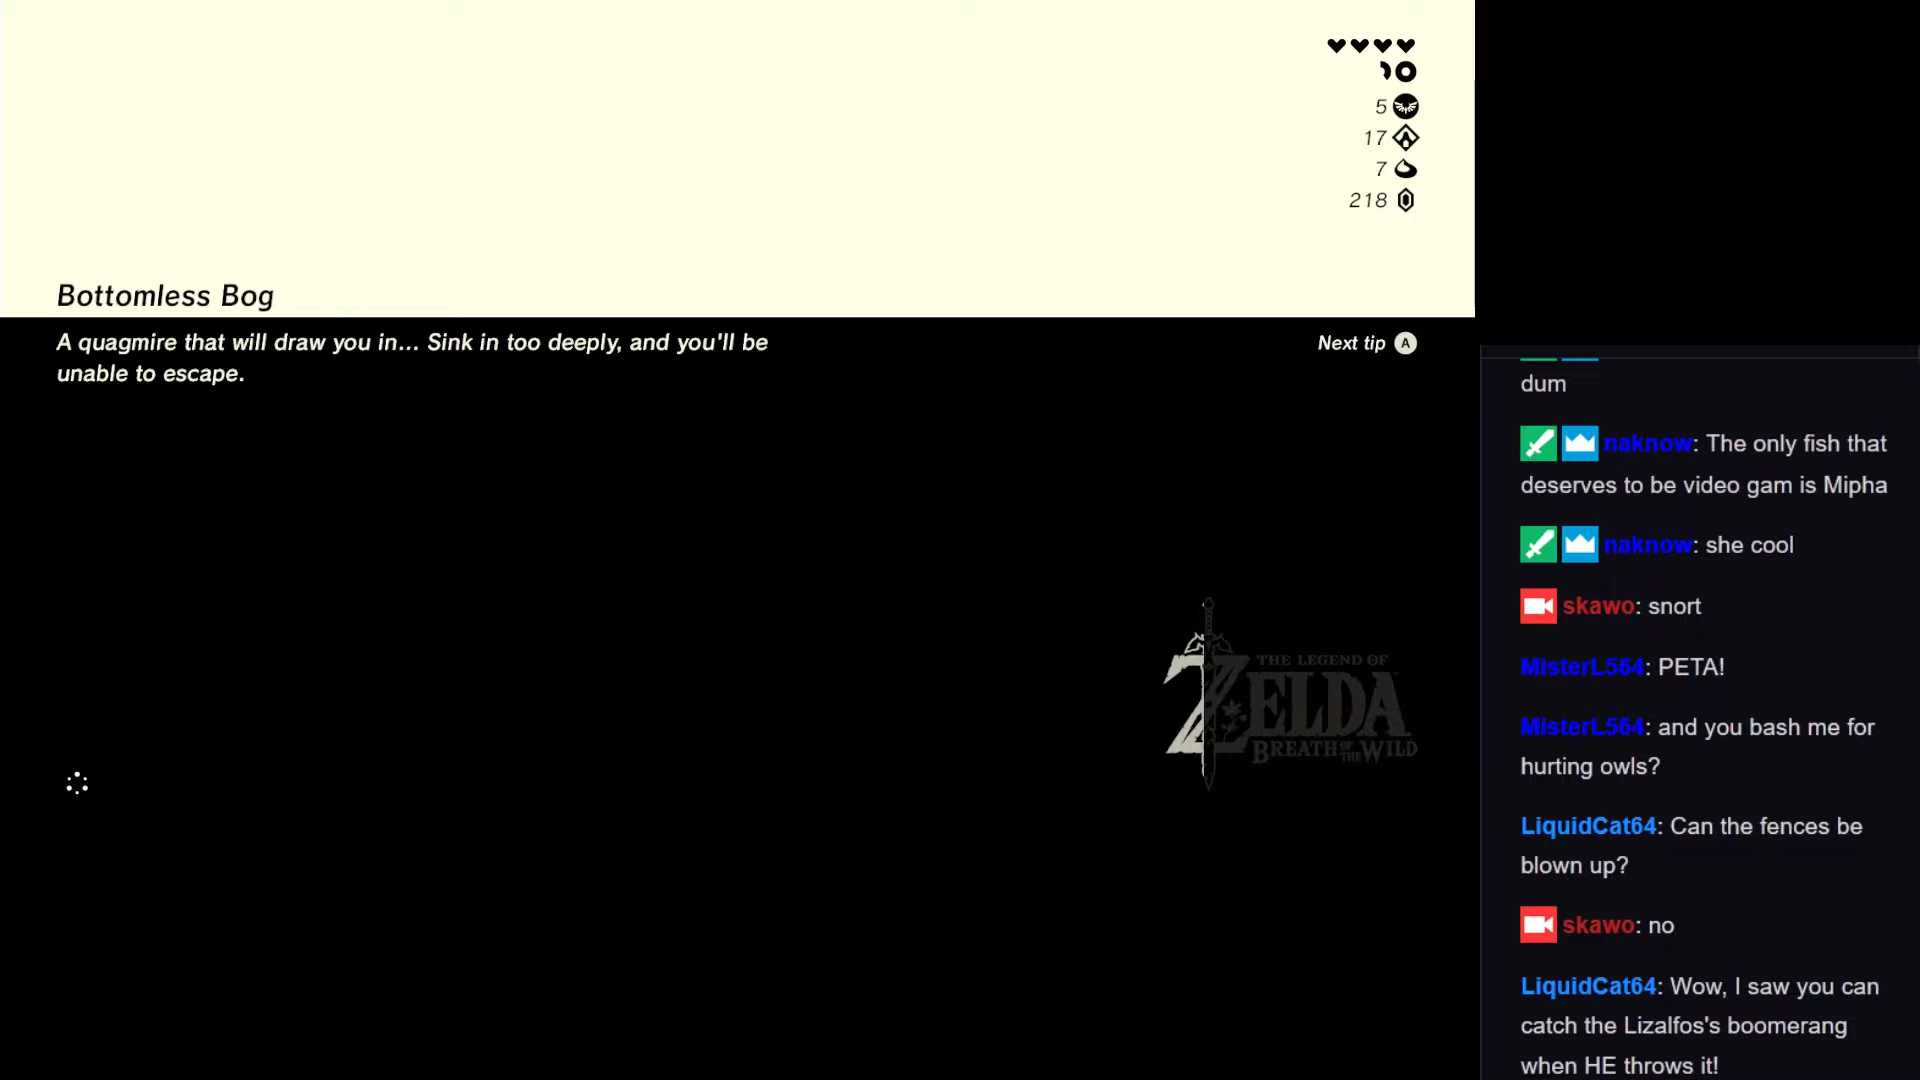 5
17
7
218
Bottomless Bog
A quagmire that will draw you in... Sink in too deeply, and you'll be
unable to escape.
Next tip A
THE LEGEND OF
ZELDA
BREATH OF THE WILD
dum
naknow: The only fish that
deserves to be video gam is Mipha
naknow: she cool
skawo: snort
MisterL564: PETA!
MisterL564: and you bash me for
hurting owls?
LiquidCat64: Can the fences be
blown up?
skawo: no
LiquidCat64: Wow, I saw you can
catch the Lizalfos's boomerang
when HE throws it!